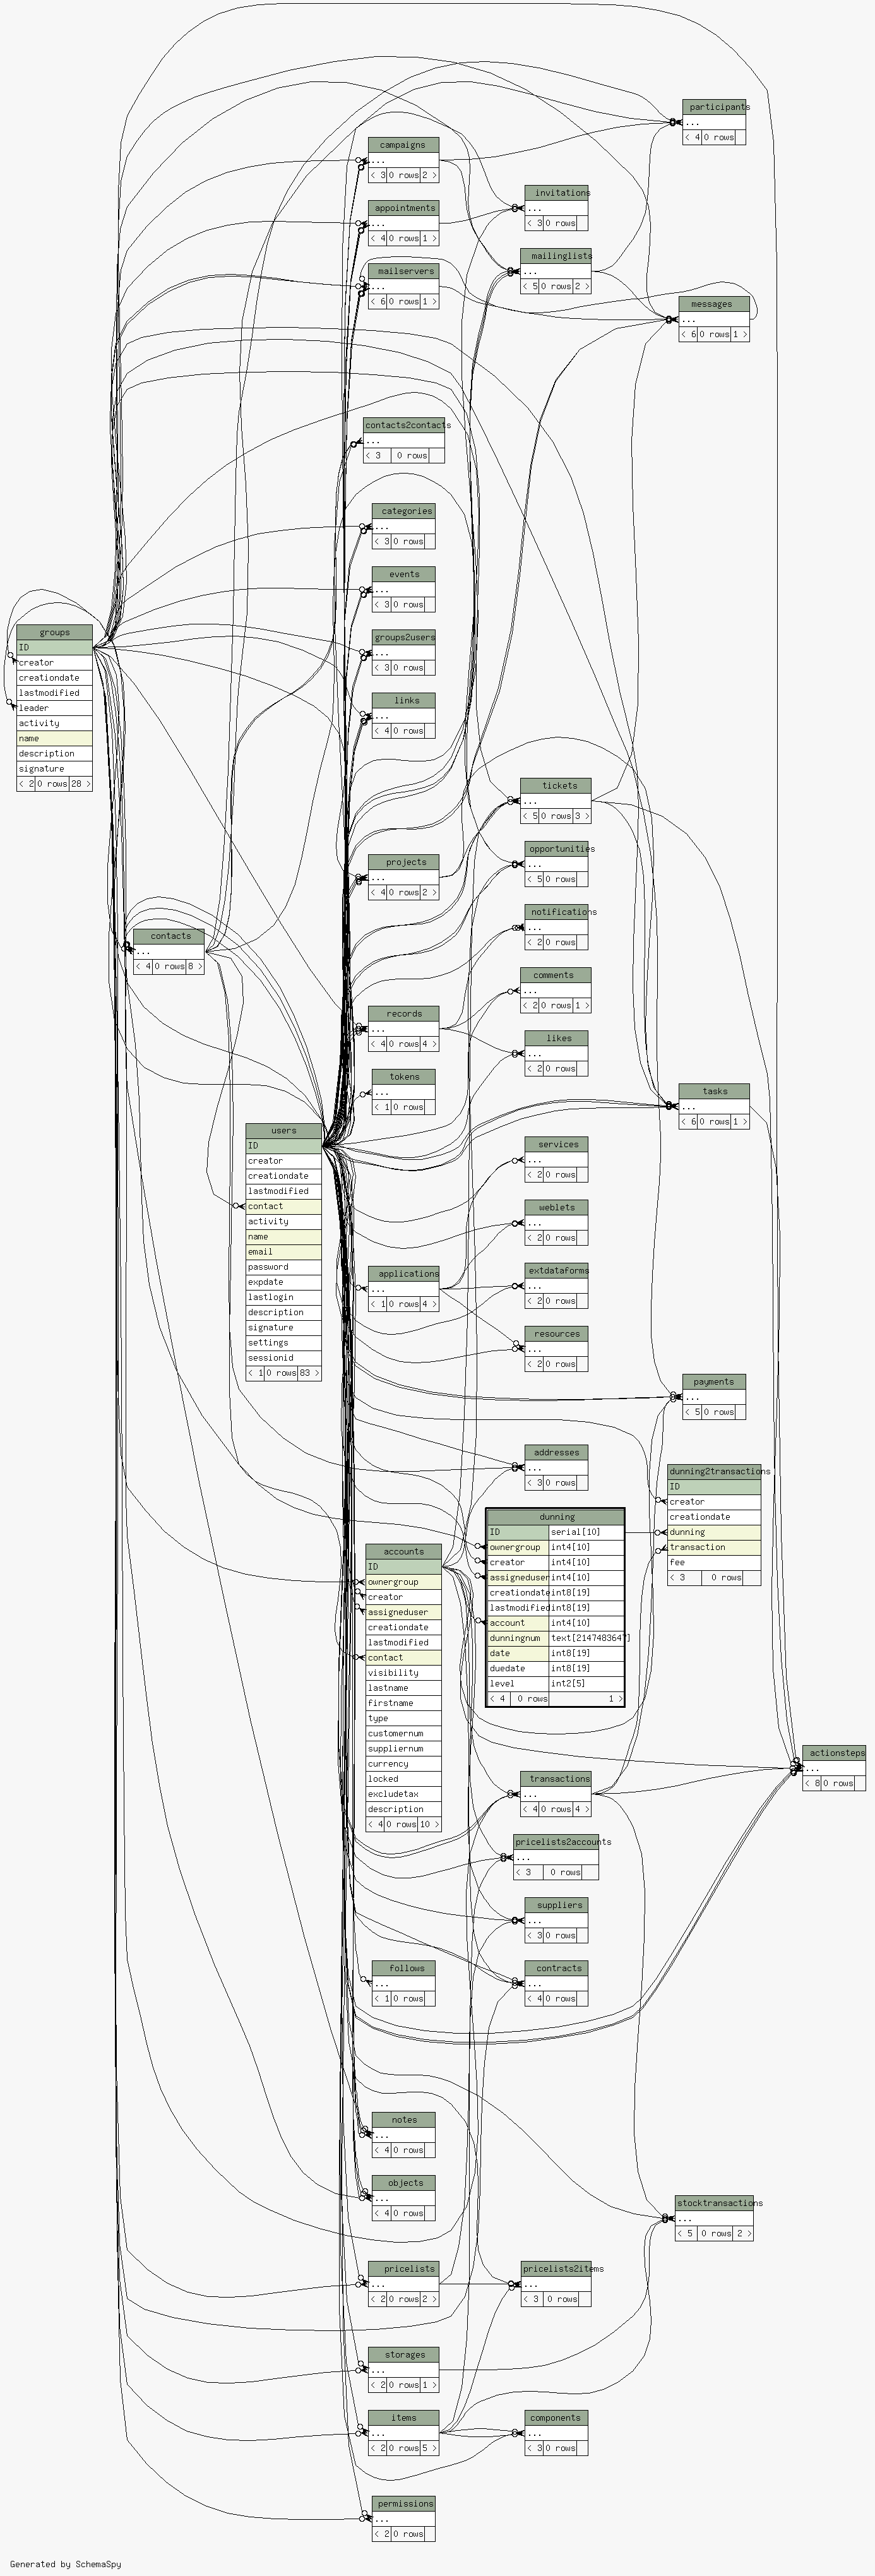 participants
...
< 4 0 rows
campaigns
...
< 3 0 rows 2 >
invitations
...
< 3 0 rows
appointments
...
< 4 0 rows 1 >
mailinglists
...
< 5 0 rows 2 >
mailservers
...
< 6 0 rows 1 >
messages
...
< 6 0 rows 1 >
contacts2contacts
...
< 3 0 rows
categories
...
< 3 0 rows
events
...
< 3 0 rows
groups
ID
creator
creationdate
lastmodified
leader
activity
name
description
signature
< 2 0 rows 28 >
groups2users
...
< 3 0 rows
links
...
< 4 0 rows
tickets
...
< 5 0 rows 3 >
projects
...
< 4 0 rows 2 >
opportunities
...
< 5 0 rows
notifications
...
< 2 0 rows
contacts
...
< 4 0 rows 8 >
comments
...
< 2 0 rows 1 >
records
...
< 4 0 rows 4 >
likes
...
< 2 0 rows
tokens
...
< 1 0 rows
tasks
...
< 6 0 rows 1 >
users
ID
creator
creationdate
lastmodified
contact
activity
name
email
password
expdate
lastlogin
description
signature
settings
sessionid
< 1 0 rows 83 >
services
...
< 2 0 rows
weblets
...
< 2 0 rows
applications
...
< 1 0 rows 4 >
extdataforms
...
< 2 0 rows
resources
...
< 2 0 rows
payments
...
< 5 0 rows
addresses
...
< 3 0 rows
dunning2transactions
ID
creator
creationdate
dunning
transaction
fee
< 3 0 rows
dunning
ID serial[10]
ownergroup int4[10]
creator int4[10]
assigneduser int4[10]
creationdate int8[19]
lastmodified int8[19]
account int4[10]
dunningnum text[2147483647]
date int8[19]
duedate int8[19]
level int2[5]
< 4 0 rows 1 >
accounts
ID
ownergroup
creator
assigneduser
creationdate
lastmodified
contact
visibility
lastname
firstname
type
customernum
suppliernum
currency
locked
excludetax
description
< 4 0 rows 10 >
actionsteps
...
< 8 0 rows
transactions
...
< 4 0 rows 4 >
pricelists2accounts
...
< 3 0 rows
suppliers
...
< 3 0 rows
follows
...
< 1 0 rows
contracts
...
< 4 0 rows
notes
...
< 4 0 rows
objects
...
< 4 0 rows
stocktransactions
...
< 5 0 rows 2 >
pricelists
...
< 2 0 rows 2 >
pricelists2items
...
< 3 0 rows
storages
...
< 2 0 rows 1 >
items
...
< 2 0 rows 5 >
components
...
< 3 0 rows
permissions
...
< 2 0 rows
Generated by SchemaSpy